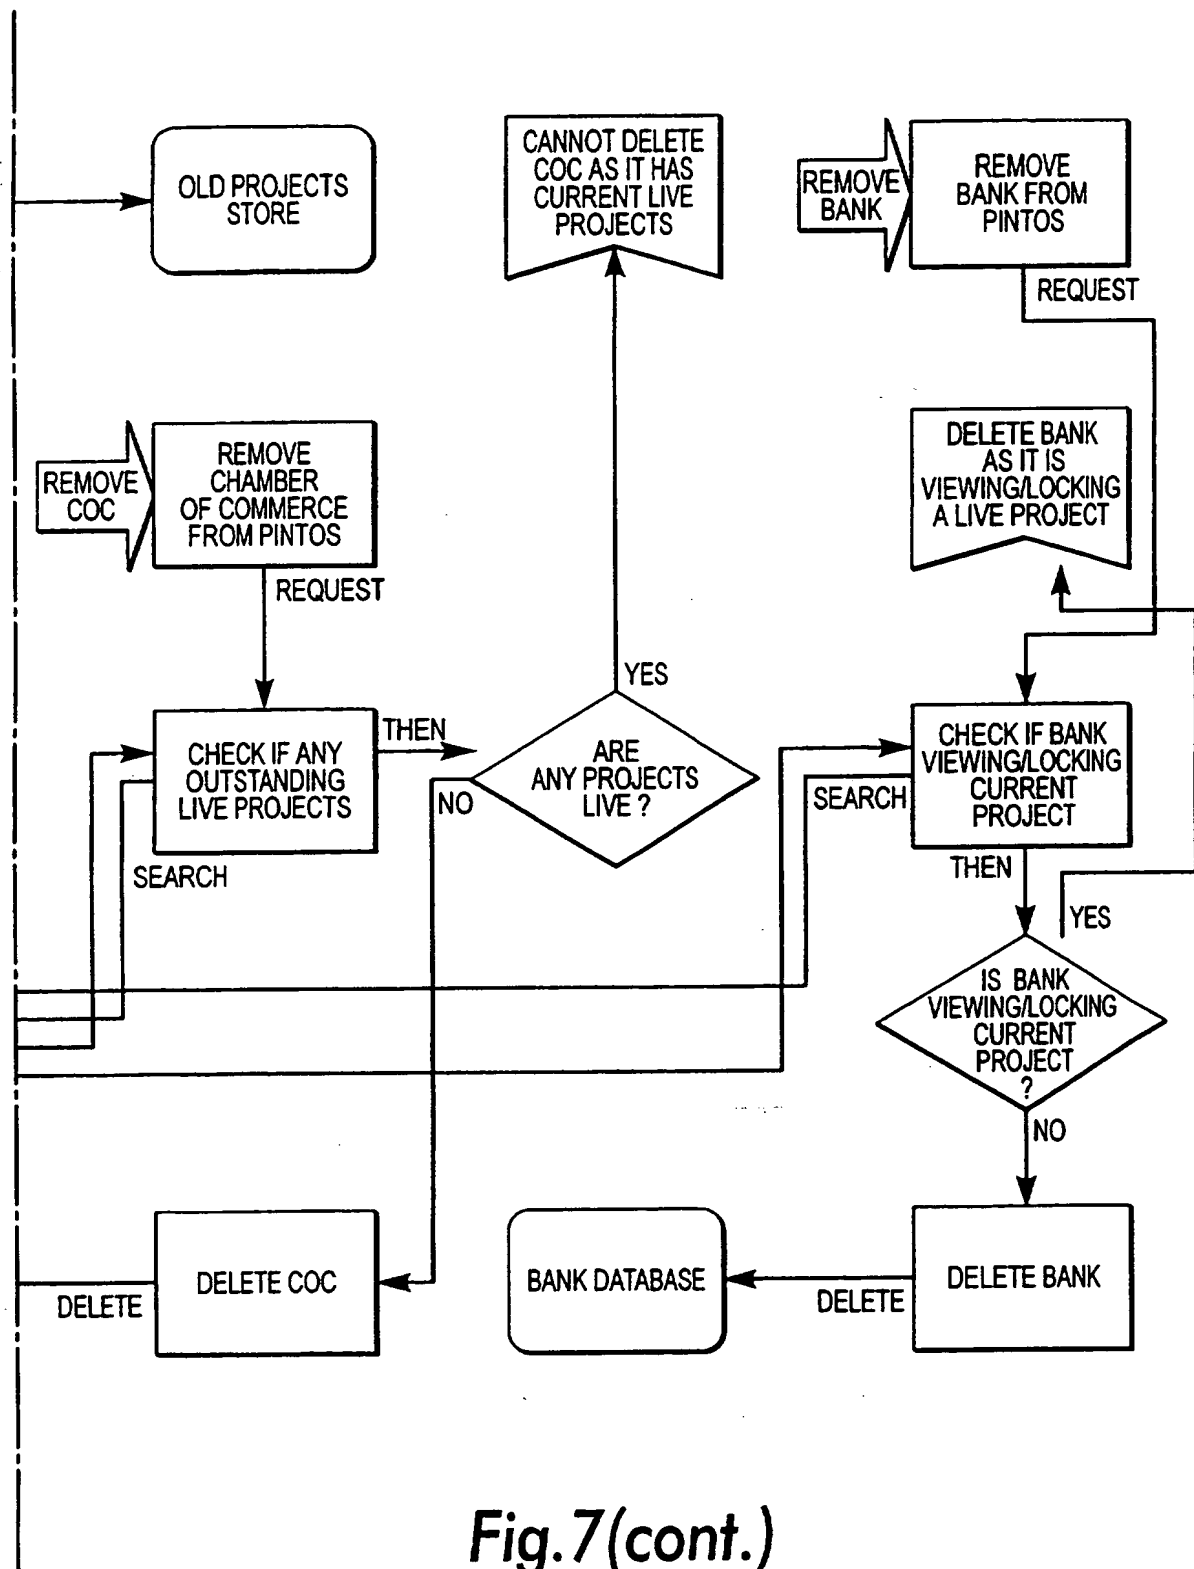 OLD PROJECTS
STORE
CANNOT DELETE
COC AS IT HAS
CURRENT LIVE
PROJECTS
REMOVE
BANK
REMOVE
BANK FROM
PINTOS
REQUEST
REMOVE
COC
REMOVE
CHAMBER
OF COMMERCE
FROM PINTOS
REQUEST
DELETE BANK
AS IT IS
VIEWING/LOCKING
A LIVE PROJECT
CHECK IF ANY
OUTSTANDING
LIVE PROJECTS
THEN
SEARCH
YES
ARE
ANY PROJECTS
LIVE ?
NO
CHECK IF BANK
VIEWING/LOCKING
CURRENT
PROJECT
SEARCH
THEN
YES
IS BANK
VIEWING/LOCKING
CURRENT
PROJECT
?
NO
DELETE COC
DELETE
BANK DATABASE
DELETE
DELETE BANK
Fig.7(cont.)